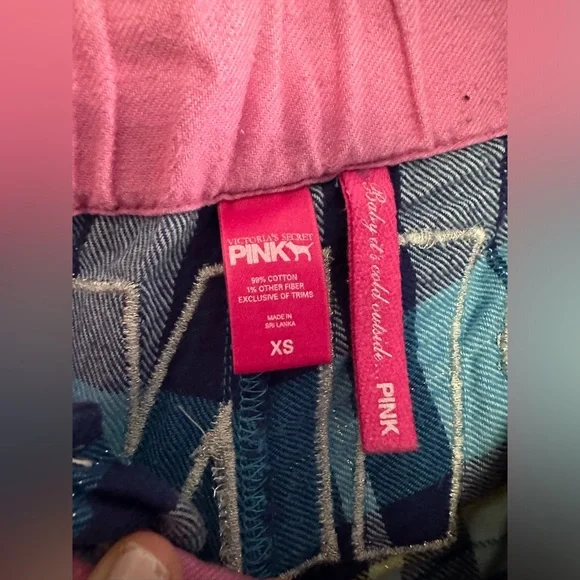 VICTORIA'S SECRET
PINK
99% COTTON
1% OTHER FIBER
EXCLUSIVE OF TRIMS
MADE IN
SRI LANKA
XS
Baby it's cold outside... PINK